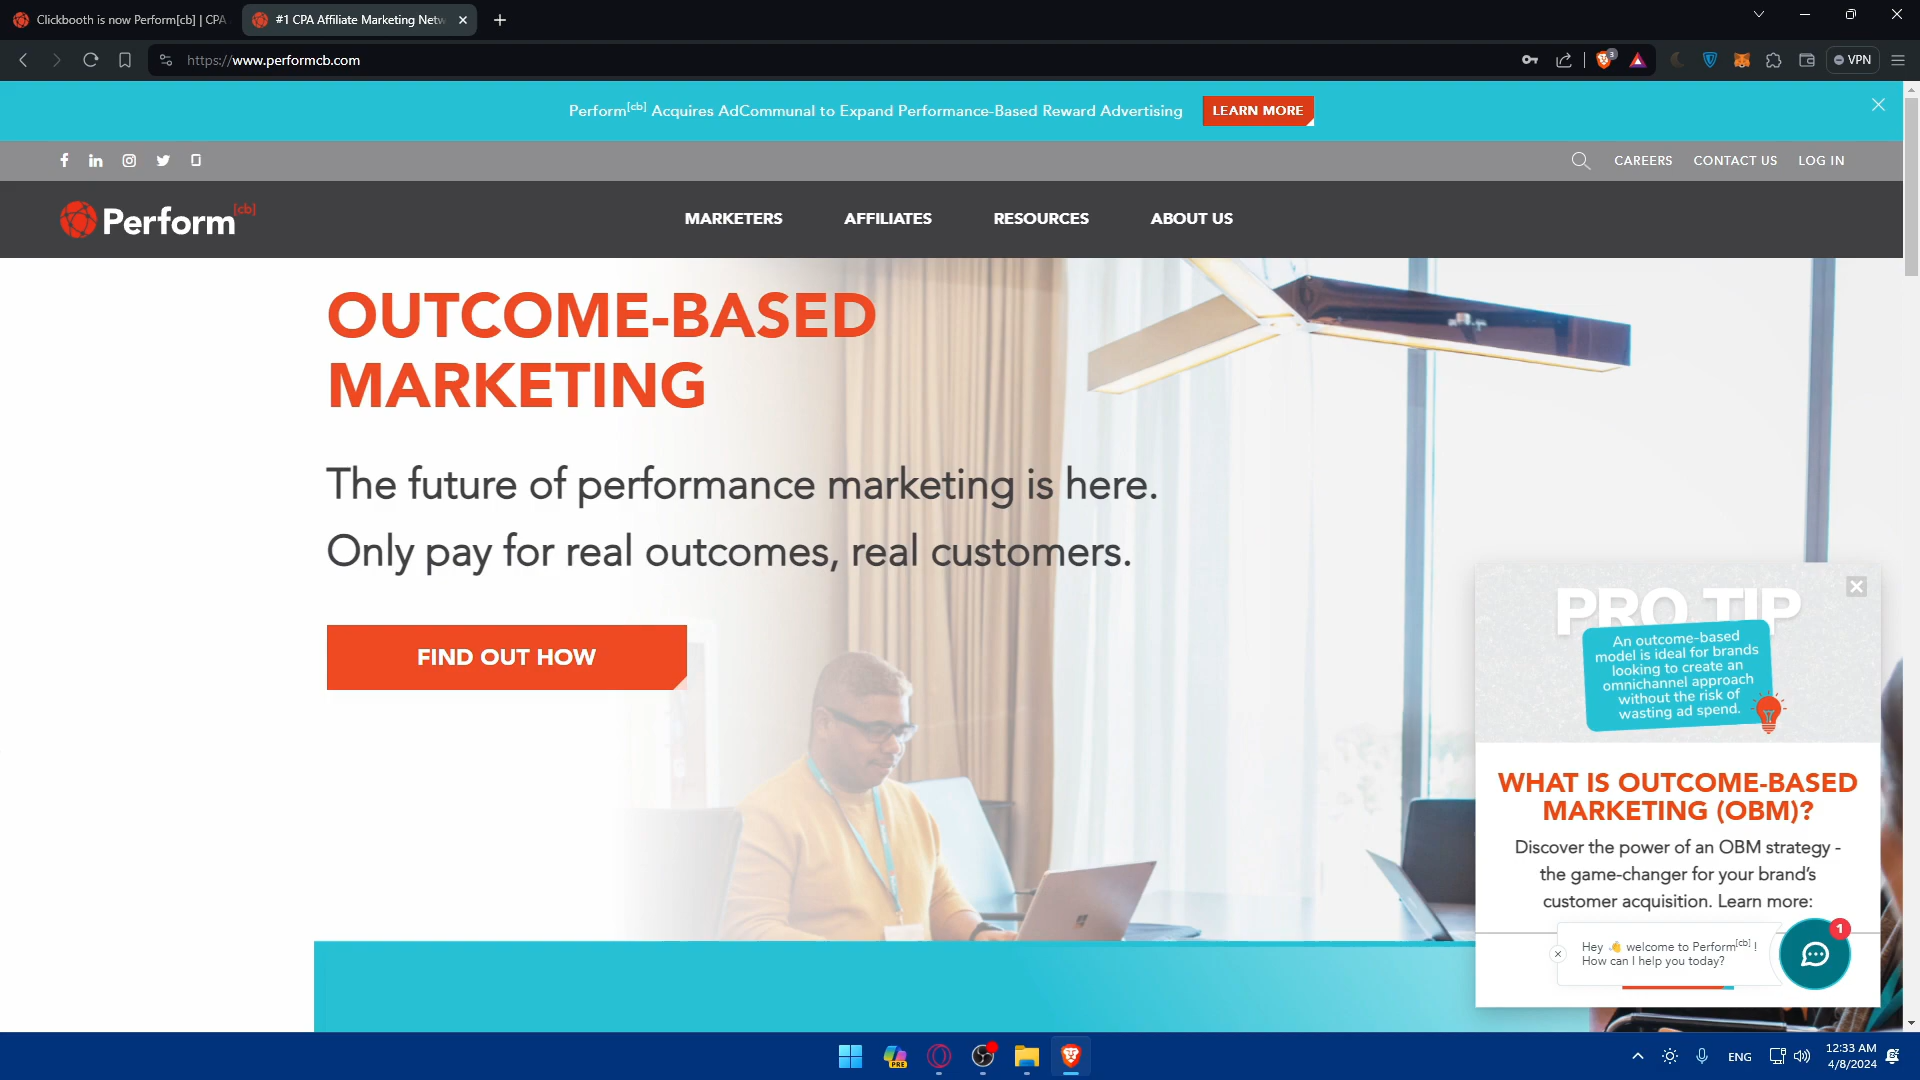 Clickbooth is now Perform[cb] | CPA
#1 CPA Affiliate Marketing Netw
https://www.performcb.com
3
VPN
Perform[cb] Acquires AdCommunal to Expand Performance-Based Reward Advertising
LEARN MORE
CAREERS
CONTACT US
LOG IN
Perform[cb]
MARKETERS
AFFILIATES
RESOURCES
ABOUT US
OUTCOME-BASED
MARKETING
The future of performance marketing is here.
Only pay for real outcomes, real customers.
FIND OUT HOW
PRO TIP
An outcome-based
model is ideal for brands
looking to create an
omnichannel approach
without the risk of
wasting ad spend.
WHAT IS OUTCOME-BASED
MARKETING (OBM)?
Discover the power of an OBM strategy -
the game-changer for your brand's
customer acquisition. Learn more:
Hey 👋 welcome to Perform[cb] !
How can I help you today?
1
PRE
ENG
12:33 AM
4/8/2024